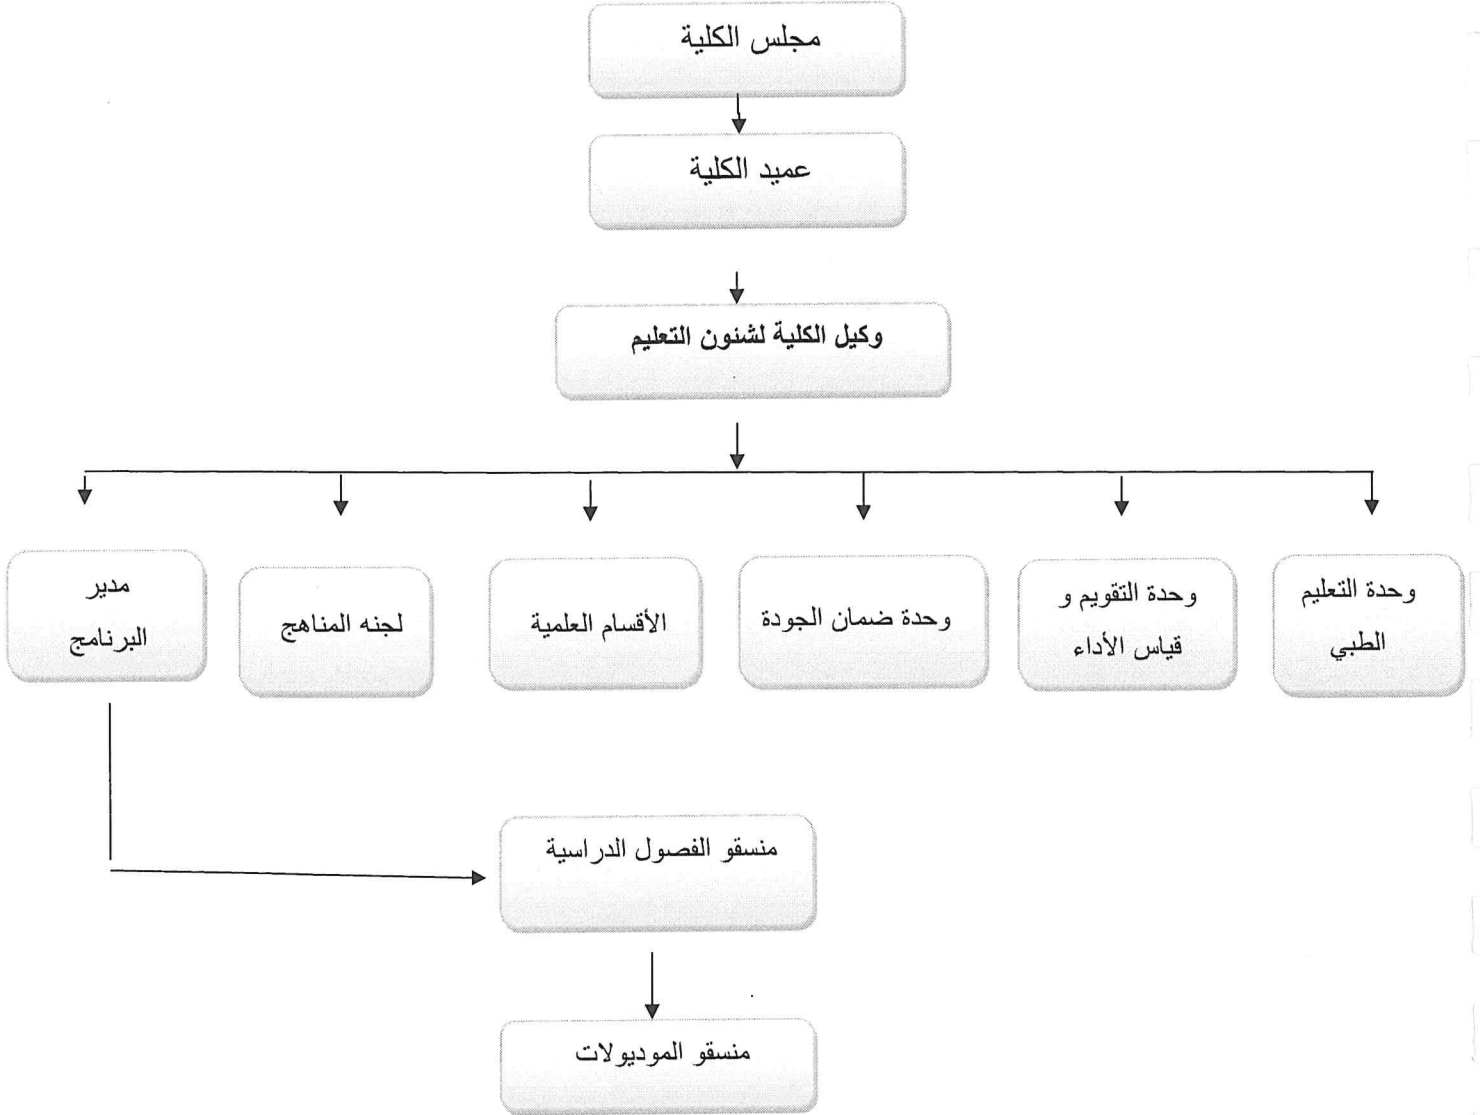 مجلس الكلية
عميد الكلية
وكيل الكلية لشئون التعليم
وحدة التعليم
الطبي
وحدة التقويم و
قياس الأداء
وحدة ضمان الجودة
الأقسام العلمية
لجنه المناهج
مدير
البرنامج
منسقو الفصول الدراسية
منسقو الموديولات